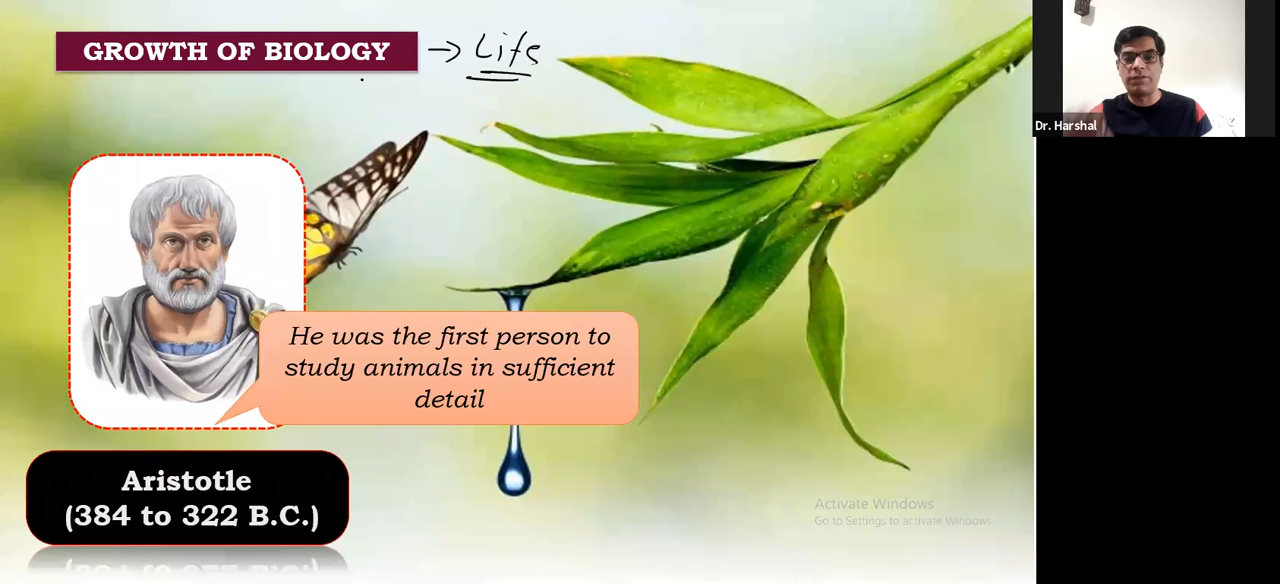 GROWTH OF BIOLOGY → Life
Dr. Harshal
He was the first person to
study animals in sufficient
detail
Aristotle
(384 to 322 B.C.)
Activate Windows
Go to Settings to activate Windows.